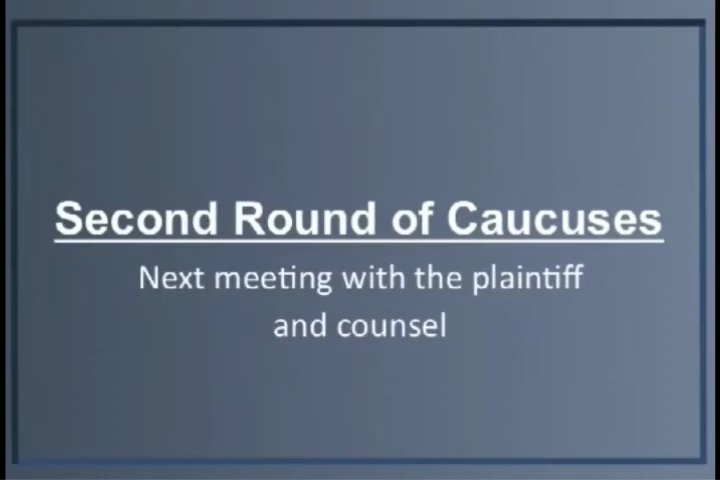 Second Round of Caucuses
Next meeting with the plaintiff
and counsel